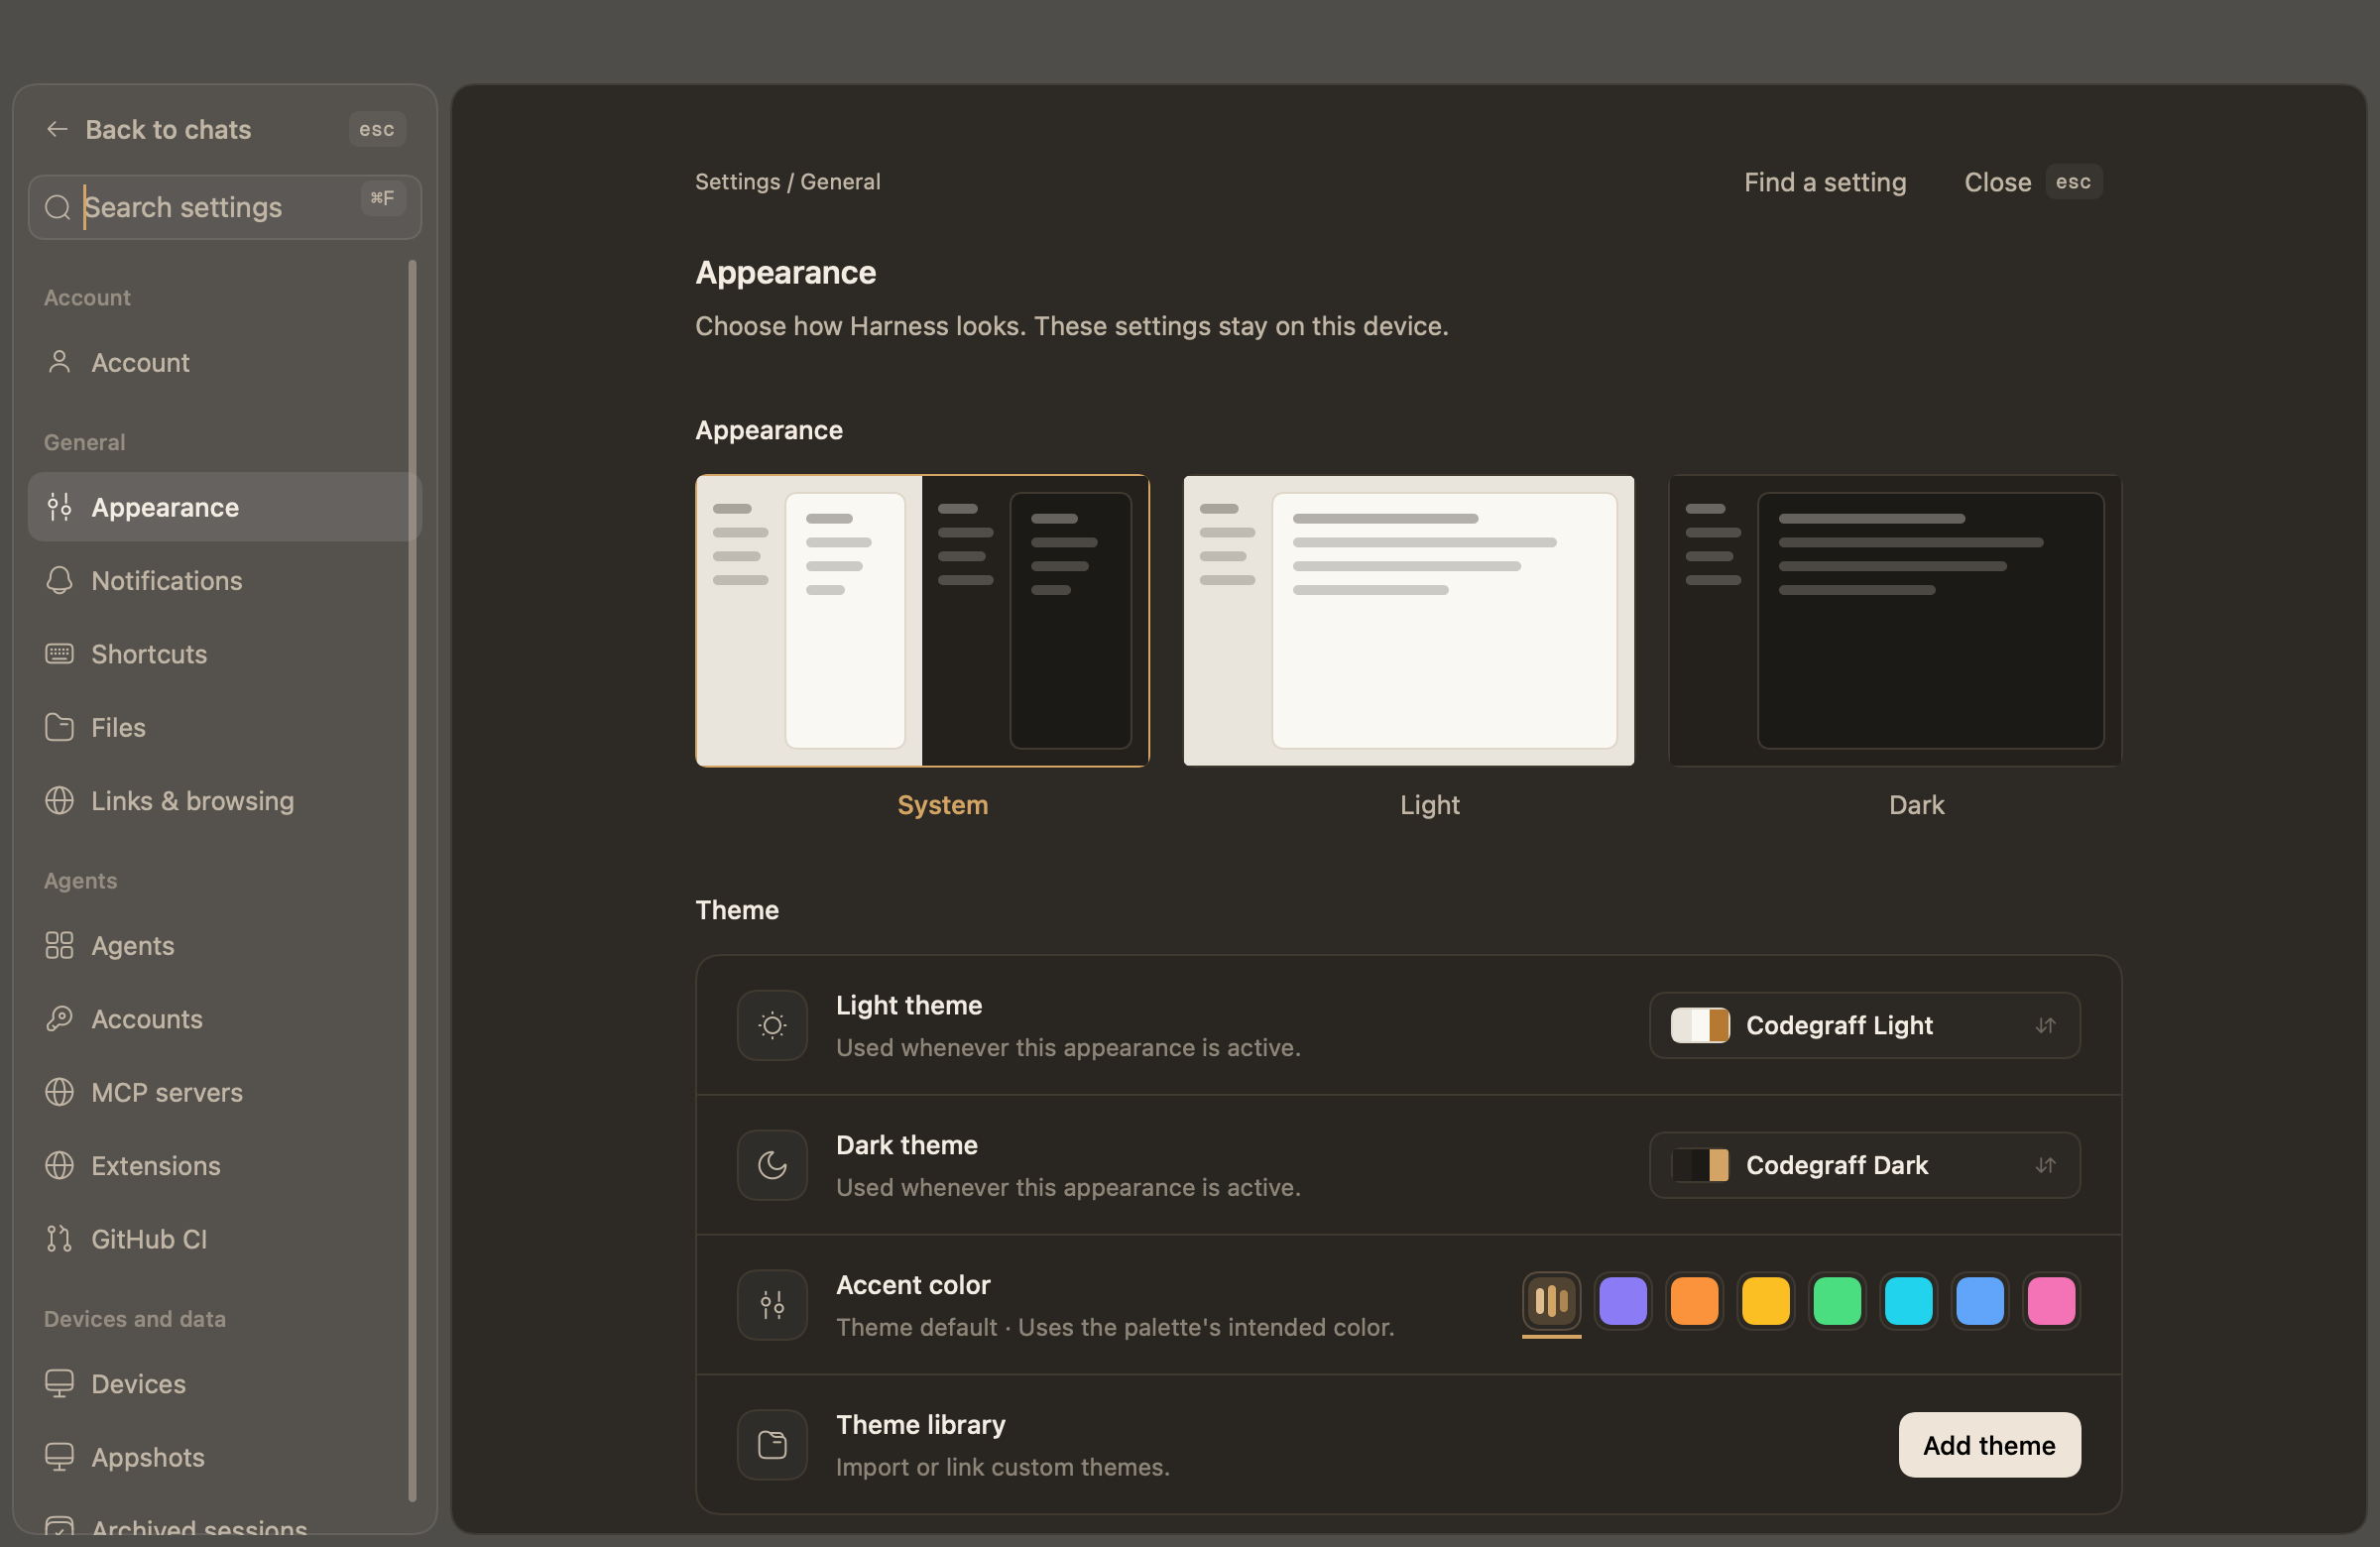 Back to chats esc
Search settings ⌘F
Account
Account
General
Appearance
Notifications
Shortcuts
Files
Links & browsing
Agents
Agents
Accounts
MCP servers
Extensions
GitHub CI
Devices and data
Devices
Appshots
Archived sessions
Settings / General
Find a setting
Close esc
Appearance
Choose how Harness looks. These settings stay on this device.
Appearance
System
Light
Dark
Theme
Light theme
Used whenever this appearance is active.
Codegraff Light
Dark theme
Used whenever this appearance is active.
Codegraff Dark
Accent color
Theme default · Uses the palette's intended color.
Theme library
Import or link custom themes.
Add theme